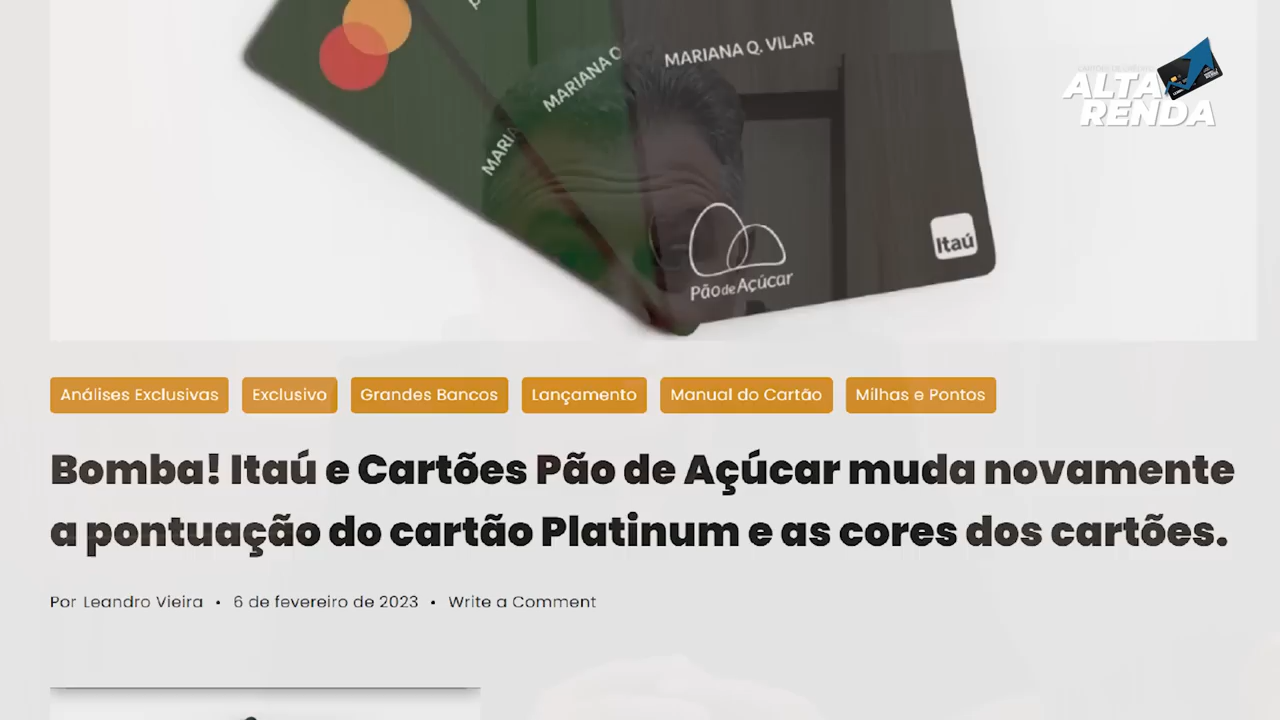 MARIANA Q. VILAR
MARIANA Q
MARIA
ALTA
RENDA
Pão de Açúcar
Itaú
Análises Exclusivas Exclusivo Grandes Bancos Lançamento Manual do Cartão Milhas e Pontos
Bomba! Itaú e Cartões Pão de Açúcar muda novamente
a pontuação do cartão Platinum e as cores dos cartões.
Por Leandro Vieira • 6 de fevereiro de 2023 • Write a Comment